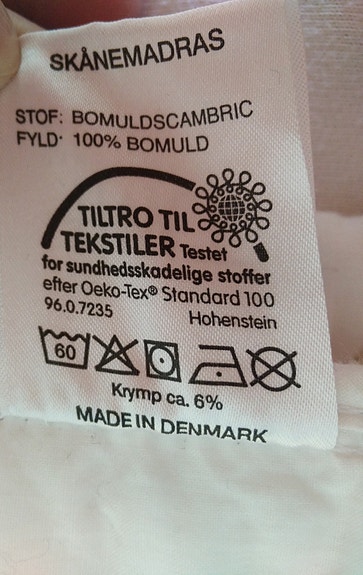 SKÅNEMADRAS
STOF: BOMULDSCAMBRIC
FYLD: 100% BOMULD
TILTRO TIL
TEKSTILER Testet
for sundhedsskadelige stoffer
efter Oeko-Tex® Standard 100
96.0.7235 Hohenstein
60
Krymp ca. 6%
MADE IN DENMARK